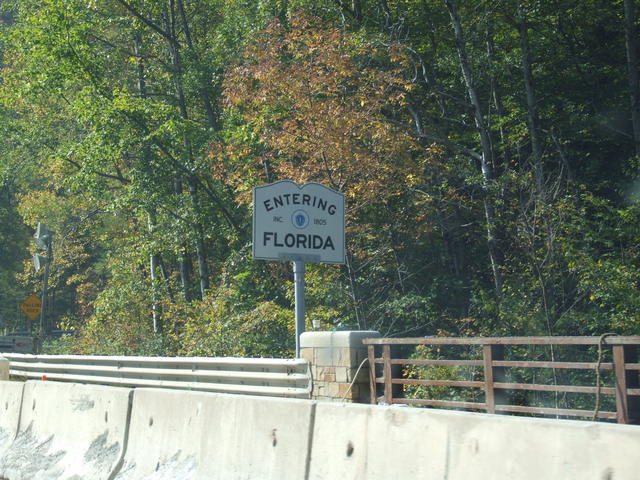 ENTERING
INC. 1805
FLORIDA